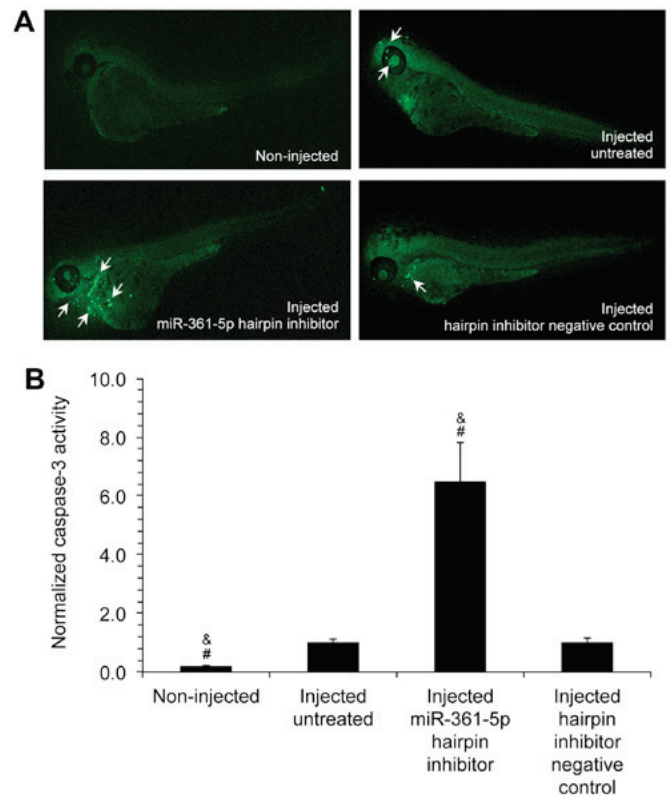 A
Non-injected
Injected
untreated
Injected
miR-361-5p hairpin inhibitor
Injected
hairpin inhibitor negative control
B
Normalized caspase-3 activity
10.0
8.0
6.0
4.0
2.0
0.0
&
#
&
#
Non-injected
Injected
untreated
Injected
miR-361-5p
hairpin
inhibitor
Injected
hairpin
inhibitor
negative
control